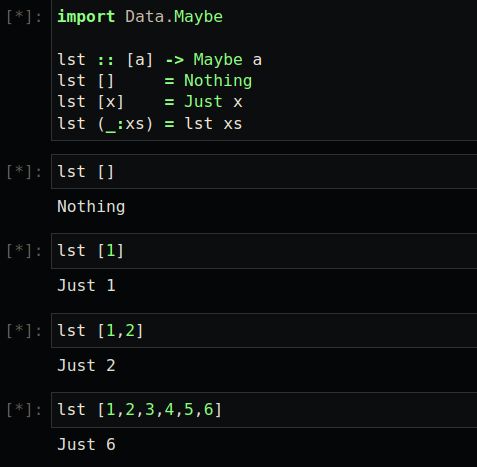 [*]: import Data.Maybe
lst :: [a] -> Maybe a
lst []     = Nothing
lst [x]    = Just x
lst (_:xs) = lst xs
[*]: lst []
Nothing
[*]: lst [1]
Just 1
[*]: lst [1,2]
Just 2
[*]: lst [1,2,3,4,5,6]
Just 6